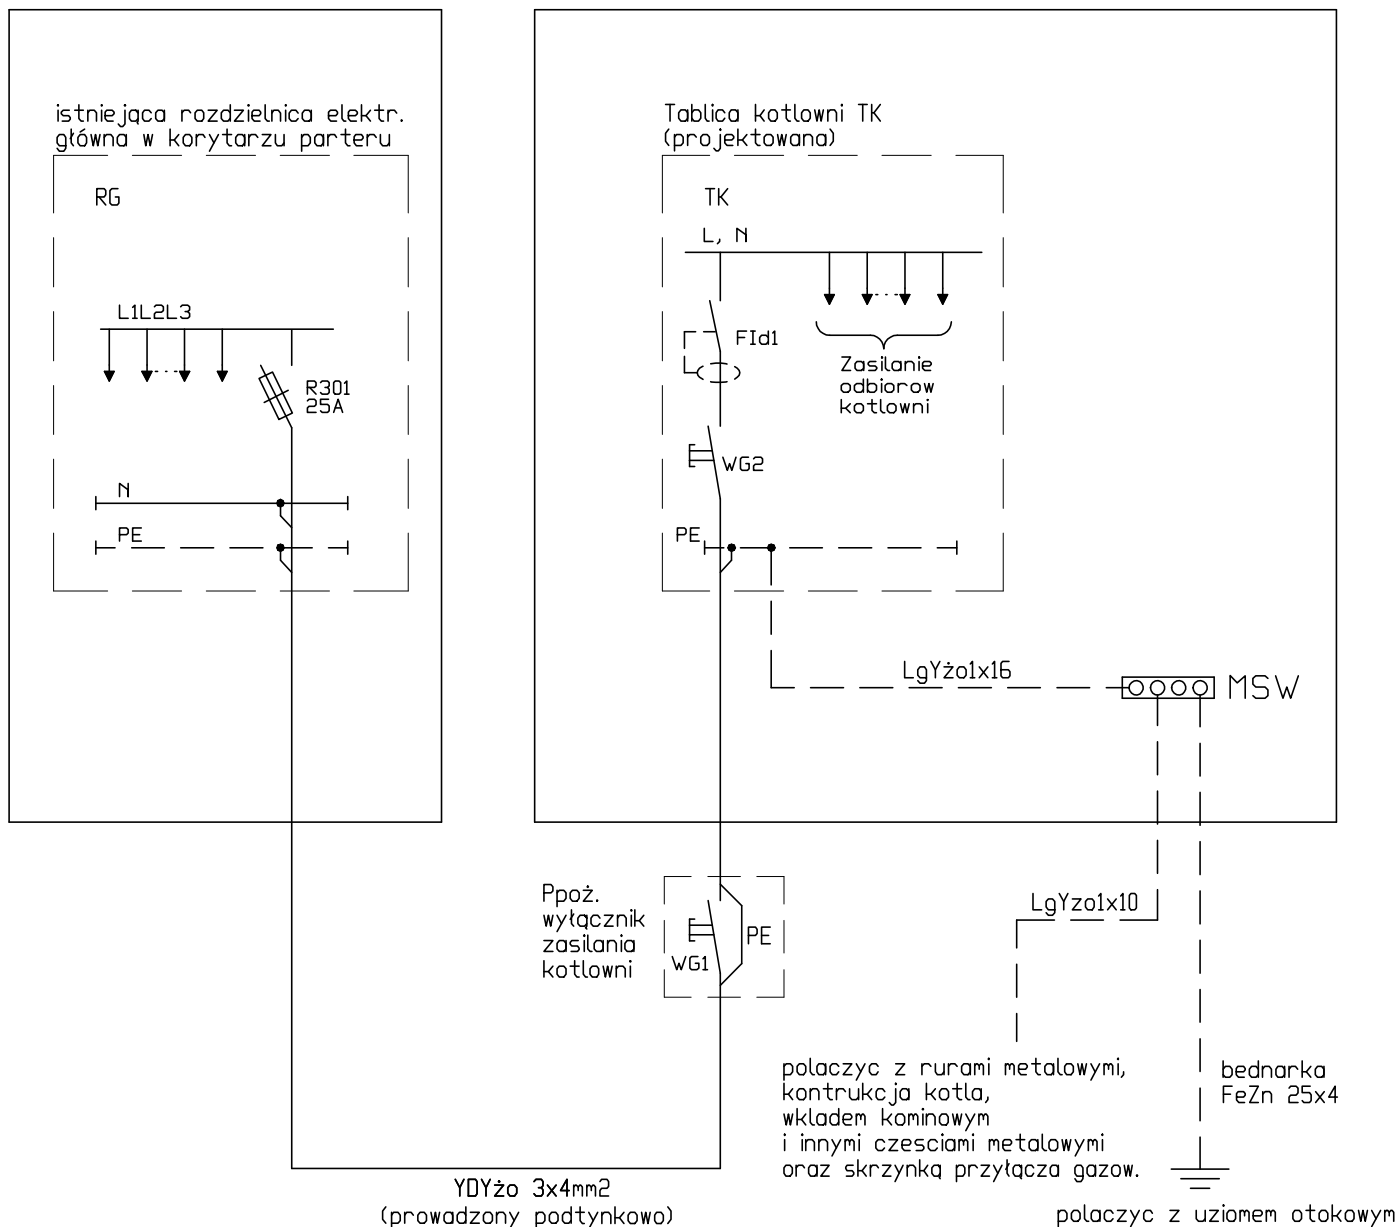 istniejąca rozdzielnica elektr.
główna w korytarzu parteru
RG
L1L2L3
R301
25A
N
PE
Tablica kotlowni TK
(projektowana)
TK
L, N
FId1
Zasilanie
odbiorow
kotlowni
WG2
PE
LgYżo1x16
MSW
Ppoż.
wyłącznik
zasilania
kotlowni
WG1
PE
LgYzo1x10
polaczyc z rurami metalowymi,
kontrukcja kotla,
wkladem kominowym
i innymi czesciami metalowymi
oraz skrzynką przyłącza gazow.
bednarka
FeZn 25x4
YDYżo 3x4mm2
(prowadzony podtynkowo)
polaczyc z uziomem otokowym